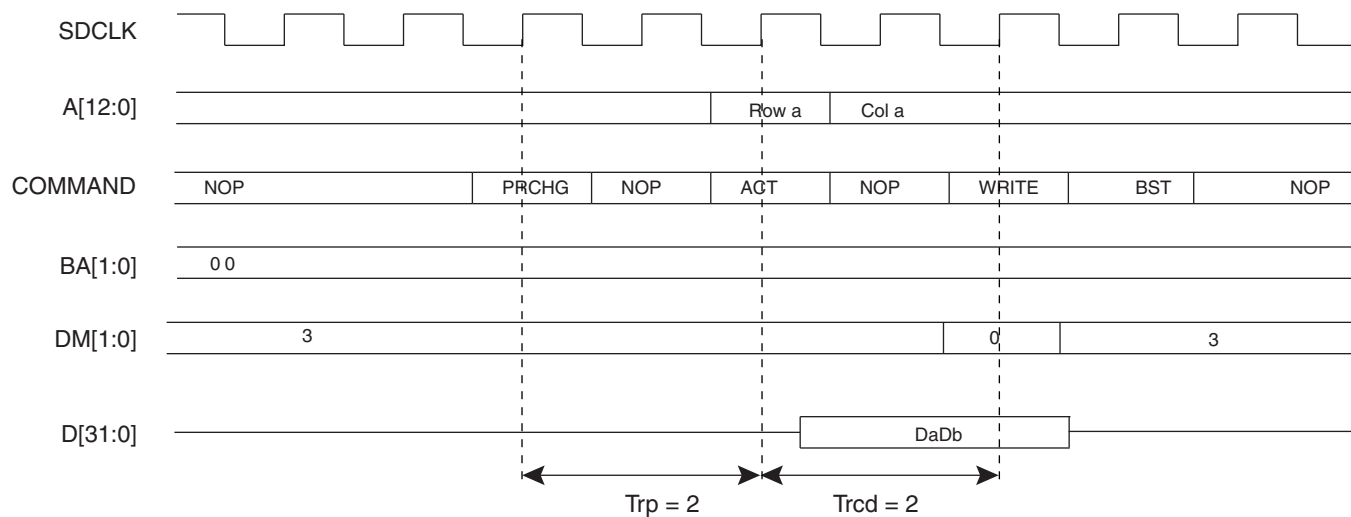 SDCLK
A[12:0] Row a Col a
COMMAND NOP PRCHG NOP ACT NOP WRITE BST NOP
BA[1:0] 0 0
DM[1:0] 3 0 3
D[31:0] DaDb
Trp = 2 Trcd = 2